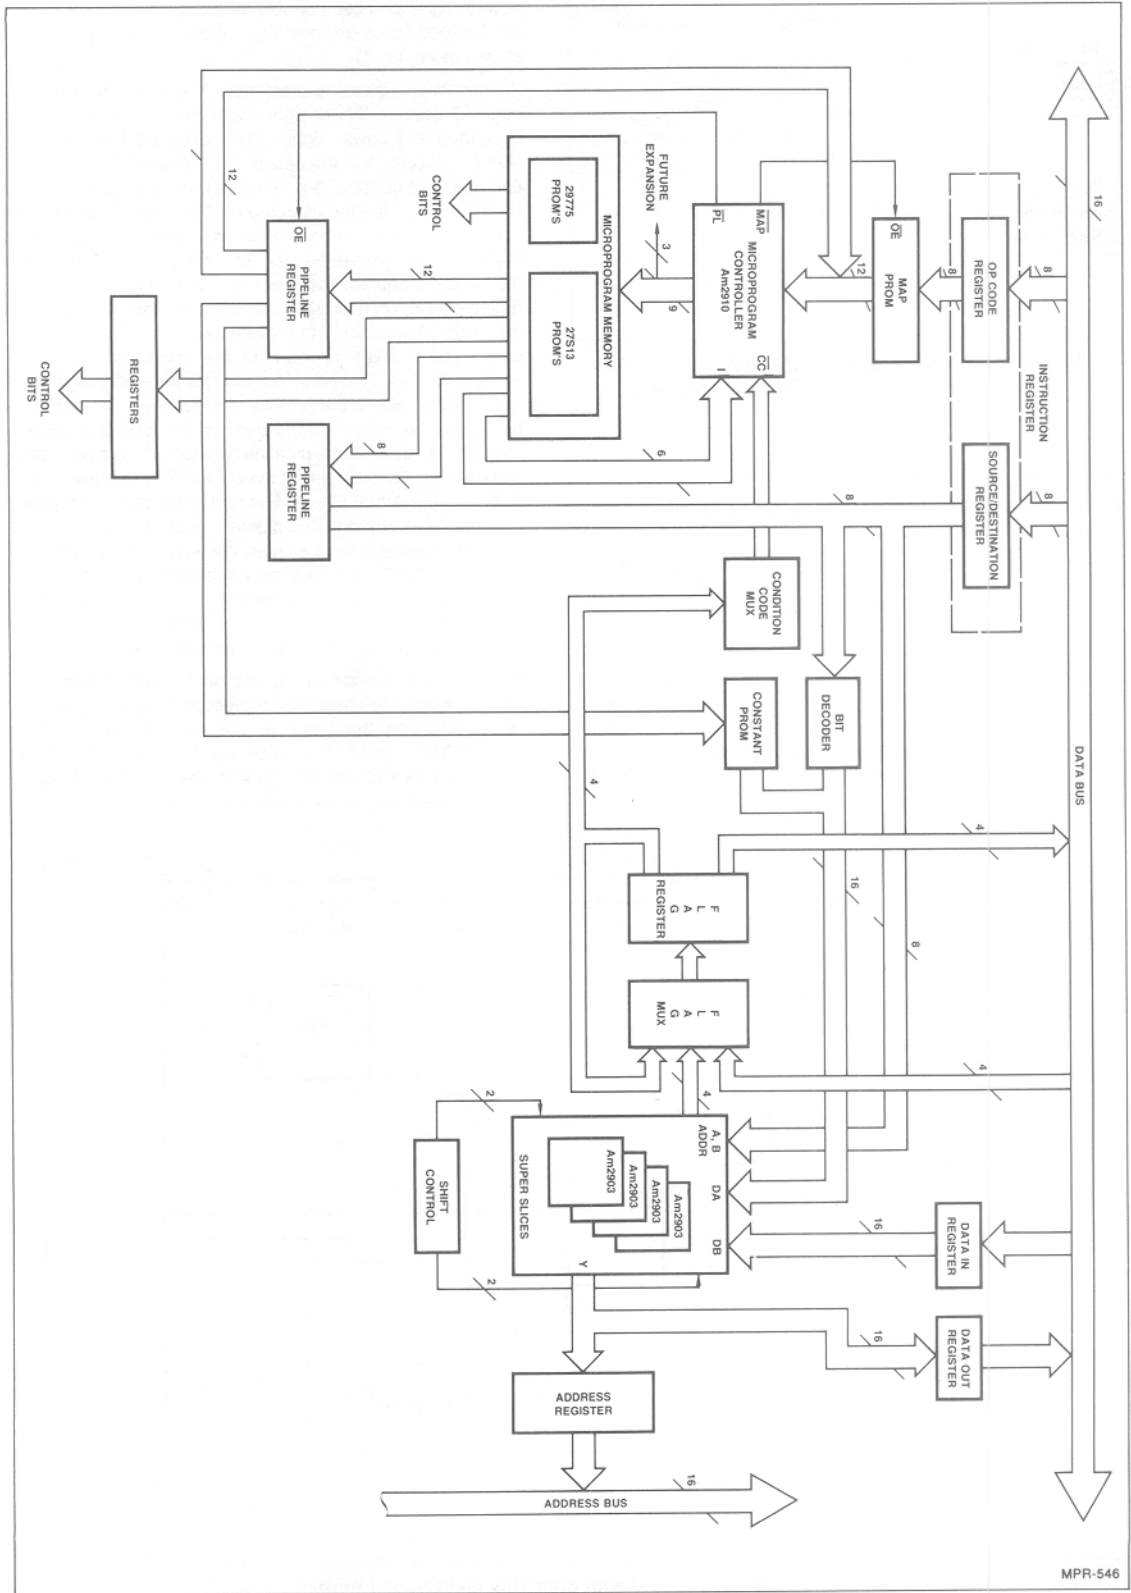 DATA BUS
16
8
8
INSTRUCTION
REGISTER
OP CODE
REGISTER
SOURCE/DESTINATION
REGISTER
8
MAP
PROM
OE
12
MAP
MICROPROGRAM
CONTROLLER
Am2910
PL
CC
I
FUTURE
EXPANSION
3
9
MICROPROGRAM MEMORY
29775
PROM'S
27S13
PROM'S
CONTROL
BITS
12
12
OE
PIPELINE
REGISTER
6
8
PIPELINE
REGISTER
REGISTERS
CONTROL
BITS
8
CONDITION
CODE
MUX
BIT
DECODER
CONSTANT
PROM
4
4
16
8
FLAG
REGISTER
FLAG
MUX
4
4
A, B
ADDR
DA
DB
Am2903
Am2903
Am2903
Am2903
SUPER SLICES
Y
2
SHIFT
CONTROL
2
16
DATA IN
REGISTER
16
DATA OUT
REGISTER
ADDRESS
REGISTER
16
ADDRESS BUS
MPR-546